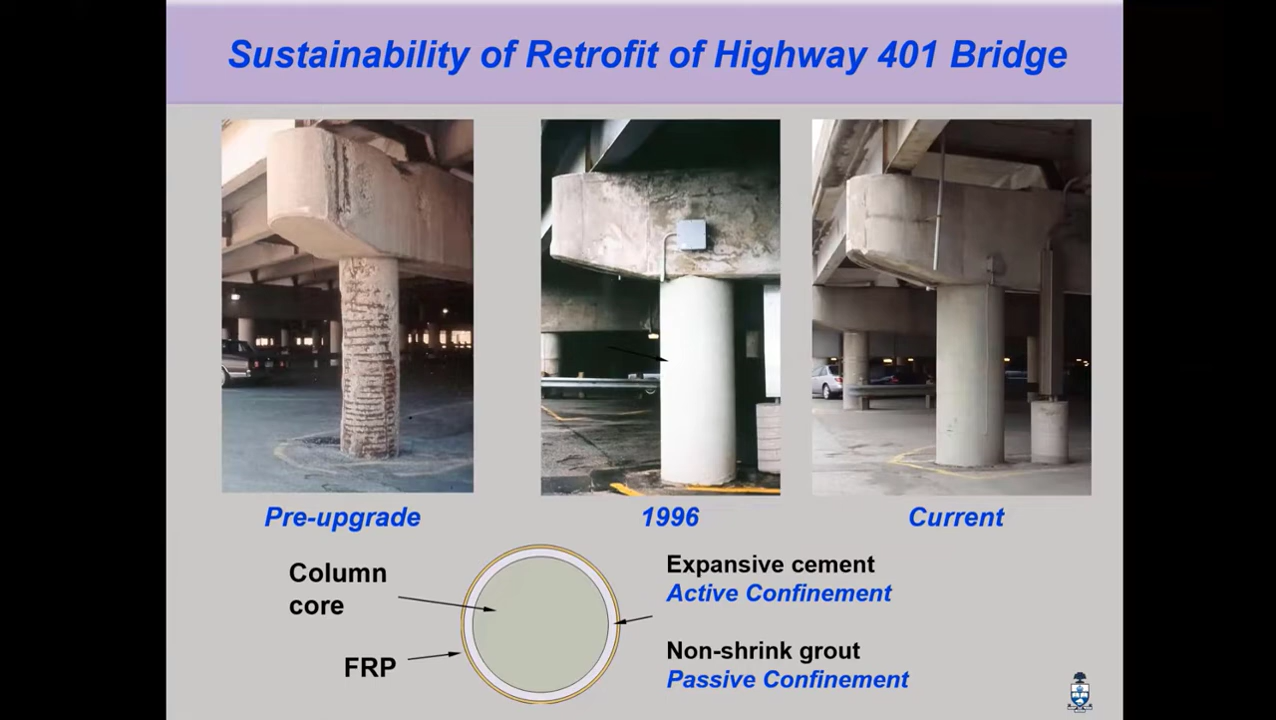 Sustainability of Retrofit of Highway 401 Bridge
Pre-upgrade
1996
Current
Column
core
FRP
Expansive cement
Active Confinement
Non-shrink grout
Passive Confinement